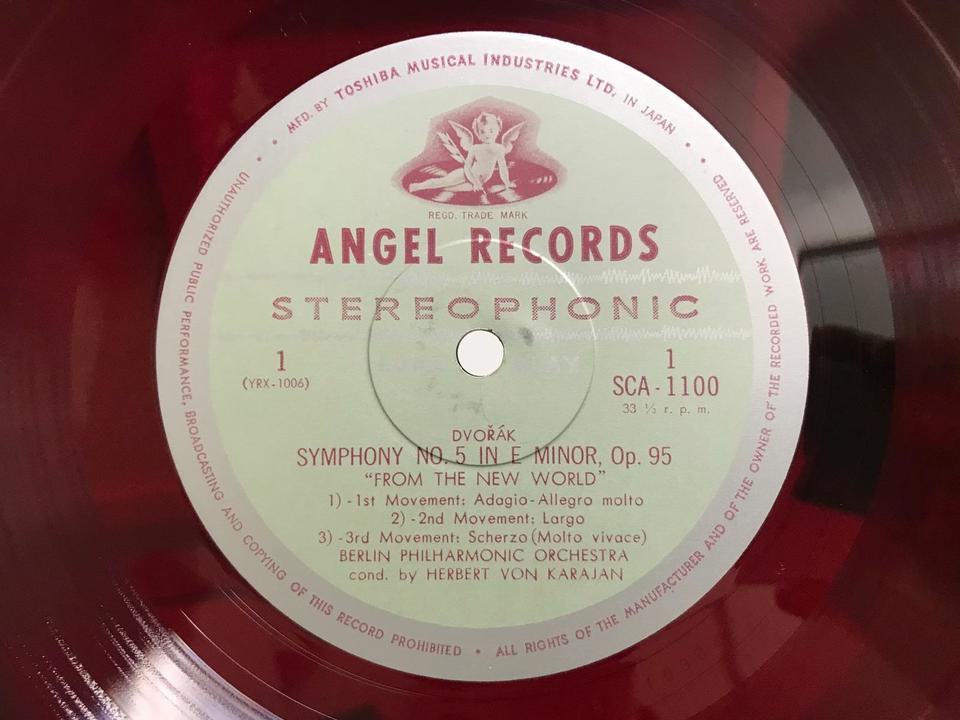 MFD. BY TOSHIBA MUSICAL INDUSTRIES LTD. IN JAPAN
REGD. TRADE MARK
ANGEL RECORDS
STEREOPHONIC
1
(YRX-1006)
1
SCA-1100
33 ⅓ r. p. m.
DVOŘÁK
SYMPHONY NO. 5 IN E MINOR, Op. 95
“FROM THE NEW WORLD”
1)-1st Movement: Adagio-Allegro molto
2)-2nd Movement: Largo
3)-3rd Movement: Scherzo(Molto vivace)
BERLIN PHILHARMONIC ORCHESTRA
cond. by HERBERT VON KARAJAN
UNAUTHORIZED PUBLIC PERFORMANCE, BROADCASTING AND COPYING OF THIS RECORD PROHIBITED • ALL RIGHTS OF THE MANUFACTURER AND OF THE OWNER OF THE RECORDED WORK ARE RESERVED